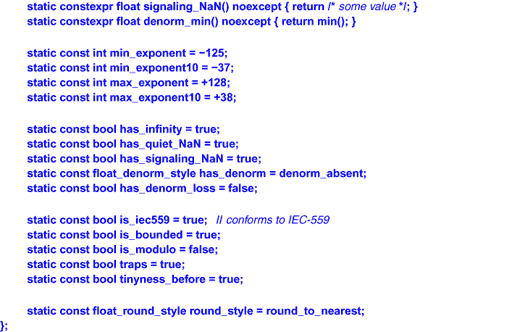 static constexpr float signaling_NaN() noexcept { return /* some value */; }
static constexpr float denorm_min() noexcept { return min(); }
static const int min_exponent = −125;
static const int min_exponent10 = −37;
static const int max_exponent = +128;
static const int max_exponent10 = +38;
static const bool has_infinity = true;
static const bool has_quiet_NaN = true;
static const bool has_signaling_NaN = true;
static const float_denorm_style has_denorm = denorm_absent;
static const bool has_denorm_loss = false;
static const bool is_iec559 = true; // conforms to IEC-559
static const bool is_bounded = true;
static const bool is_modulo = false;
static const bool traps = true;
static const bool tinyness_before = true;
static const float_round_style round_style = round_to_nearest;
};